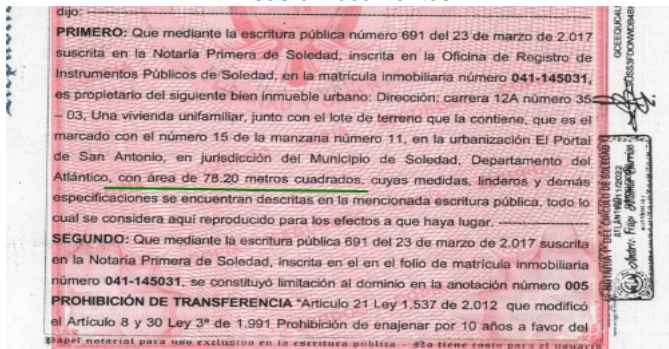 dijo: ----
PRIMERO: Que mediante la escritura pública número 691 del 23 de marzo de 2.017
suscrita en la Notaría Primera de Soledad, inscrita en la Oficina de Registro de
Instrumentos Públicos de Soledad, en la matrícula inmobiliaria número 041-145031,
es propietario del siguiente bien inmueble urbano: Dirección; carrera 12A número 35
– 03, Una vivienda unifamiliar, junto con el lote de terreno que la contiene, que es el
marcado con el número 15 de la manzana número 11, en la urbanización El Portal
de San Antonio, en jurisdicción del Municipio de Soledad, Departamento del
Atlántico, con área de 78.20 metros cuadrados, cuyas medidas, linderos y demás
especificaciones se encuentran descritas en la mencionada escritura pública, todo lo
cual se considera aquí reproducido para los efectos a que haya lugar. ----
SEGUNDO: Que mediante la escritura pública 691 del 23 de marzo de 2.017 suscrita
en la Notaría Primera de Soledad, inscrita en el en el folio de matrícula inmobiliaria
número 041-145031, se constituyó limitación al dominio en la anotación número 005
PROHIBICIÓN DE TRANSFERENCIA "Articulo 21 Ley 1.537 de 2.012 que modificó
el Artículo 8 y 30 Ley 3ª de 1.991 Prohibición de enajenar por 10 años a favor del
Papel notarial para uso exclusivo en la escritura pública - No tiene costo para el usuario
NOTARIA 1ª DEL CIRCULO DE SOLEDAD